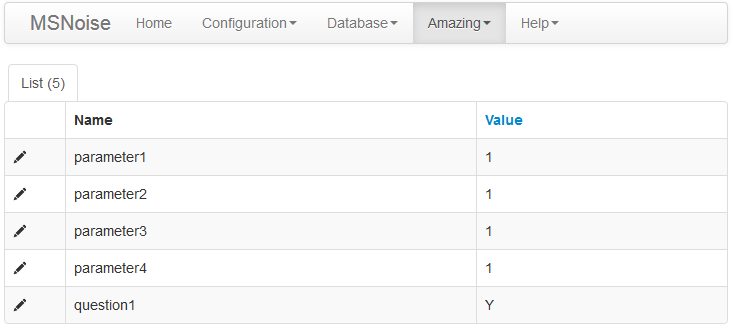 MSNoise Home Configuration Database Amazing Help
List (5)
Name Value
parameter1 1
parameter2 1
parameter3 1
parameter4 1
question1 Y